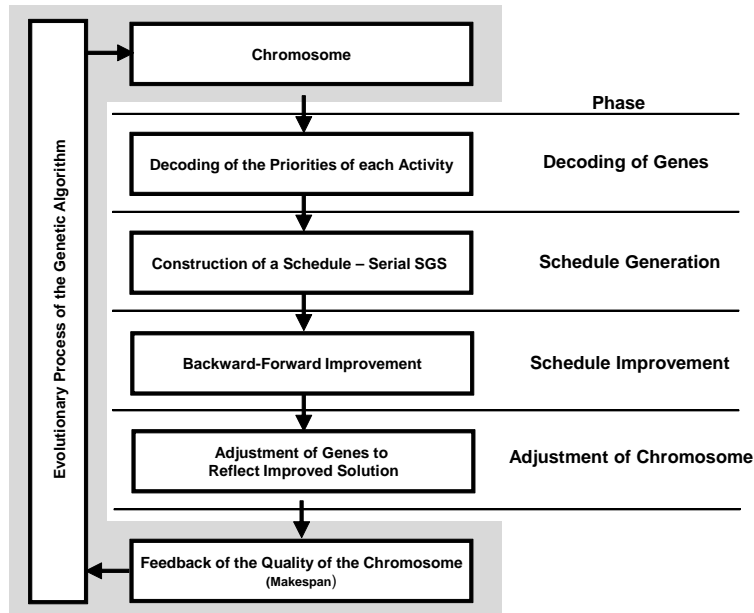 Evolutionary Process of the Genetic Algorithm
Chromosome
Phase
Decoding of the Priorities of each Activity
Decoding of Genes
Construction of a Schedule – Serial SGS
Schedule Generation
Backward-Forward Improvement
Schedule Improvement
Adjustment of Genes to
Reflect Improved Solution
Adjustment of Chromosome
Feedback of the Quality of the Chromosome
(Makespan)